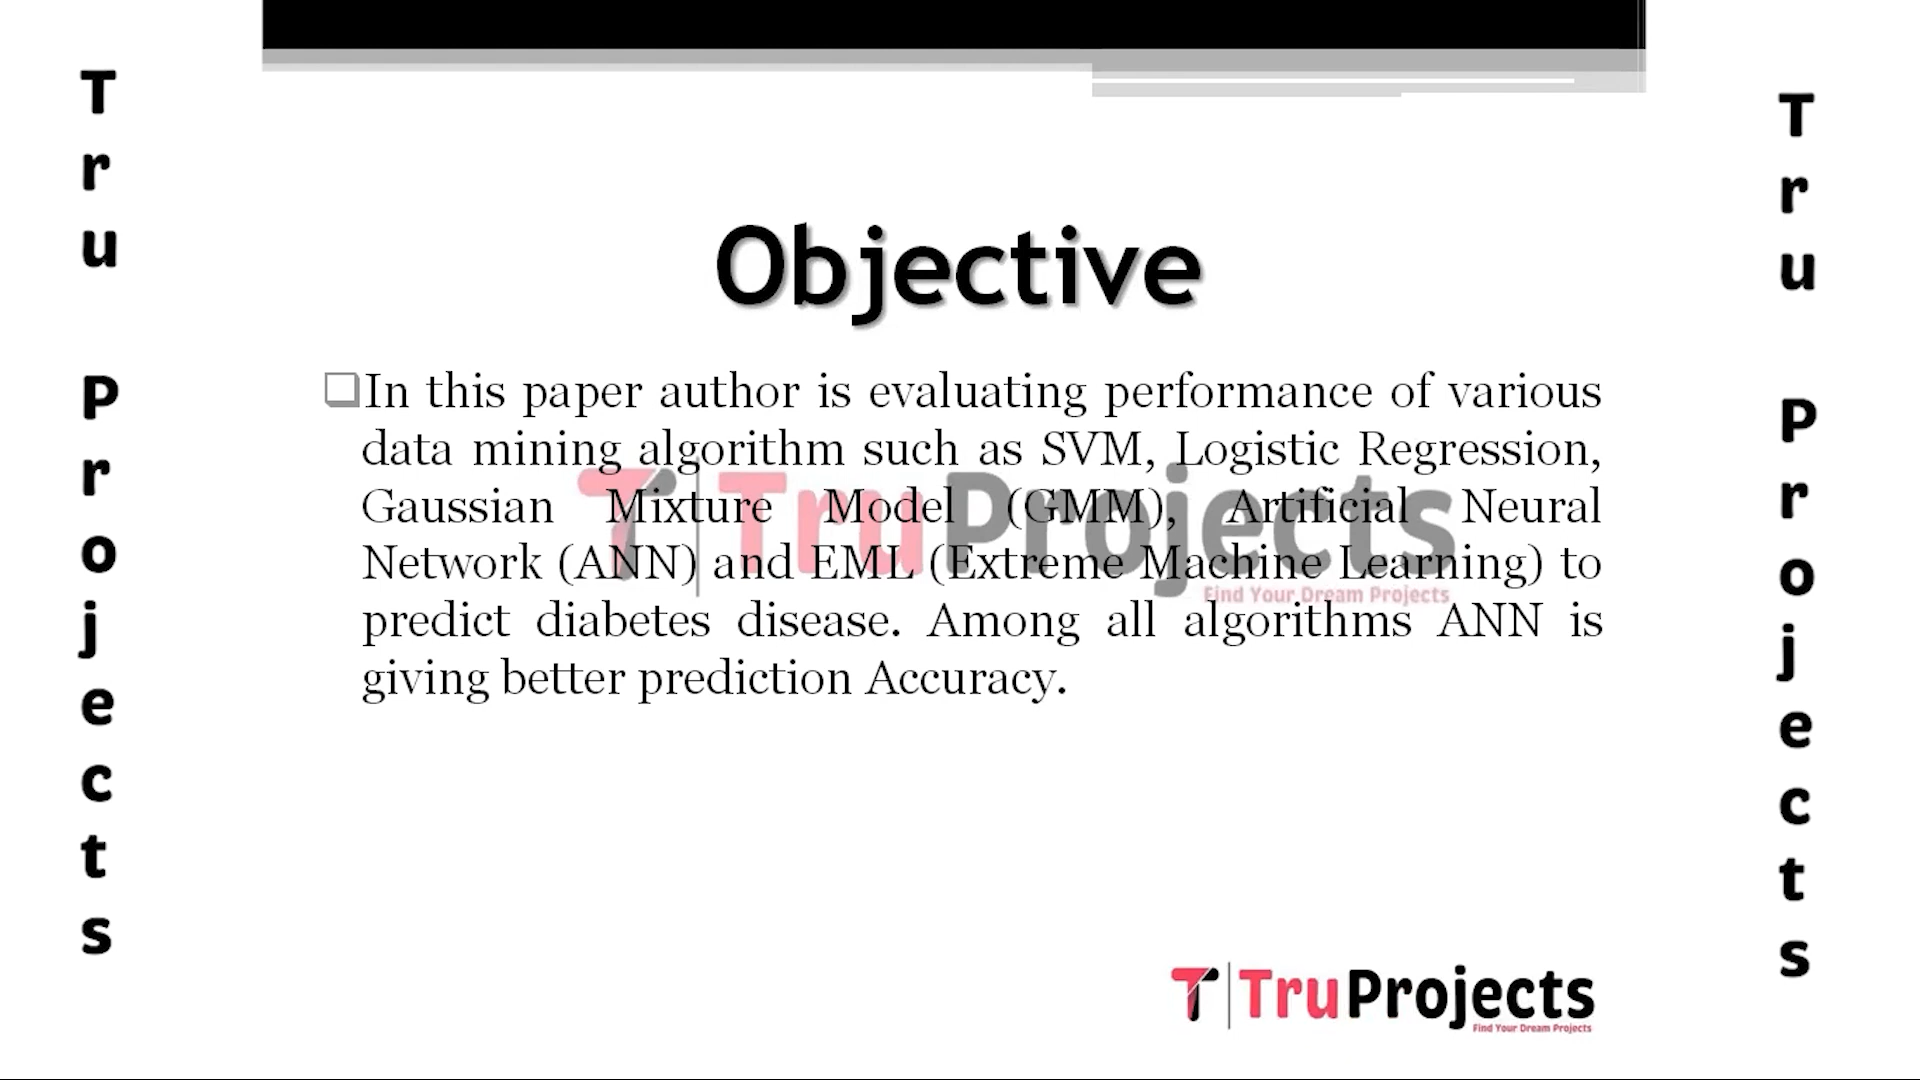 Objective
In this paper author is evaluating performance of various
data mining algorithm such as SVM, Logistic Regression,
Gaussian Mixture Model (GMM), Artificial Neural
Network (ANN) and EML (Extreme Machine Learning) to
predict diabetes disease. Among all algorithms ANN is
giving better prediction Accuracy.
TruProjects
Find Your Dream Projects
TruProjects
Find Your Dream Projects
Tru Projects
Tru Projects